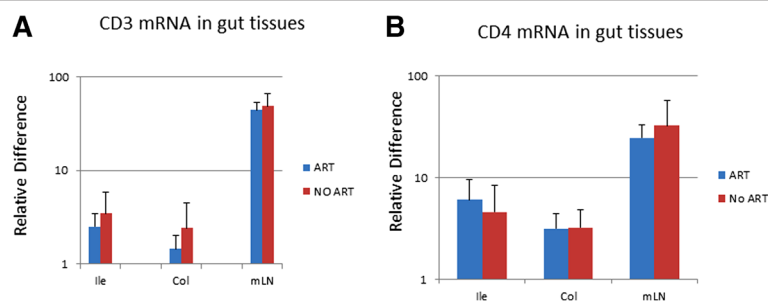 A
CD3 mRNA in gut tissues
Relative Difference
100
10
1
Ile
Col
mLN
ART
NO ART
B
CD4 mRNA in gut tissues
Relative Difference
100
10
1
Ile
Col
mLN
ART
No ART